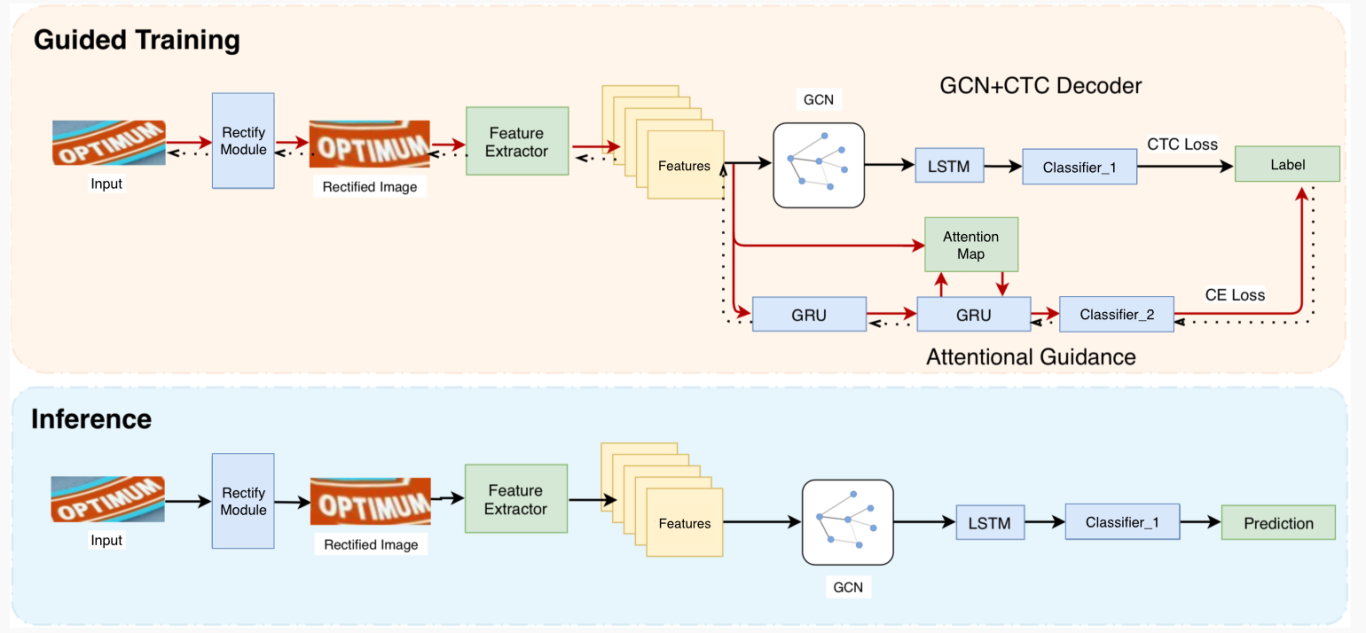 Guided Training
GCN+CTC Decoder
GCN
OPTIMUM
Rectify
Module
OPTIMUM
Feature
Extractor
Features
LSTM
Classifier_1
CTC Loss
Label
Input
Rectified Image
Attention
Map
GRU
GRU
Classifier_2
CE Loss
Attentional Guidance
Inference
OPTIMUM
Rectify
Module
OPTIMUM
Feature
Extractor
Features
LSTM
Classifier_1
Prediction
Input
Rectified Image
GCN